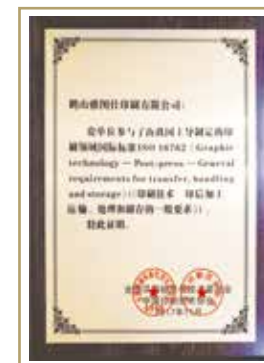 鹤山雅图仕印刷有限公司:
贵单位参与了由我国主导制定的印
刷领域国际标准ISO 16762《Graphic
technology — Post-press — General
requirements for transfer, handling
and storage》(《印刷技术 印后加工
运输、处理和储存的一般要求》),
特此证明。